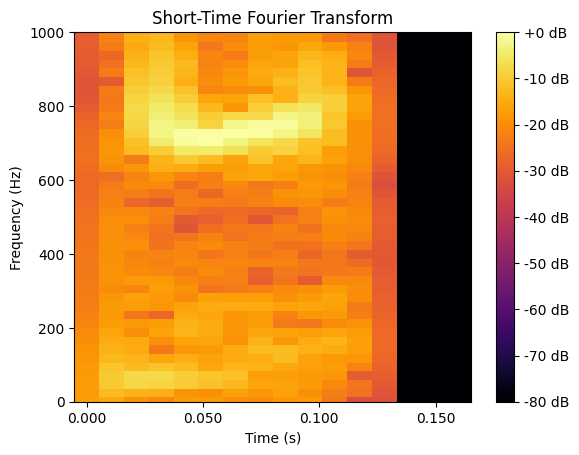 Short-Time Fourier Transform
Frequency (Hz)
1000
800
600
400
200
0
0.000
0.050
0.100
0.150
Time (s)
+0 dB
-10 dB
-20 dB
-30 dB
-40 dB
-50 dB
-60 dB
-70 dB
-80 dB